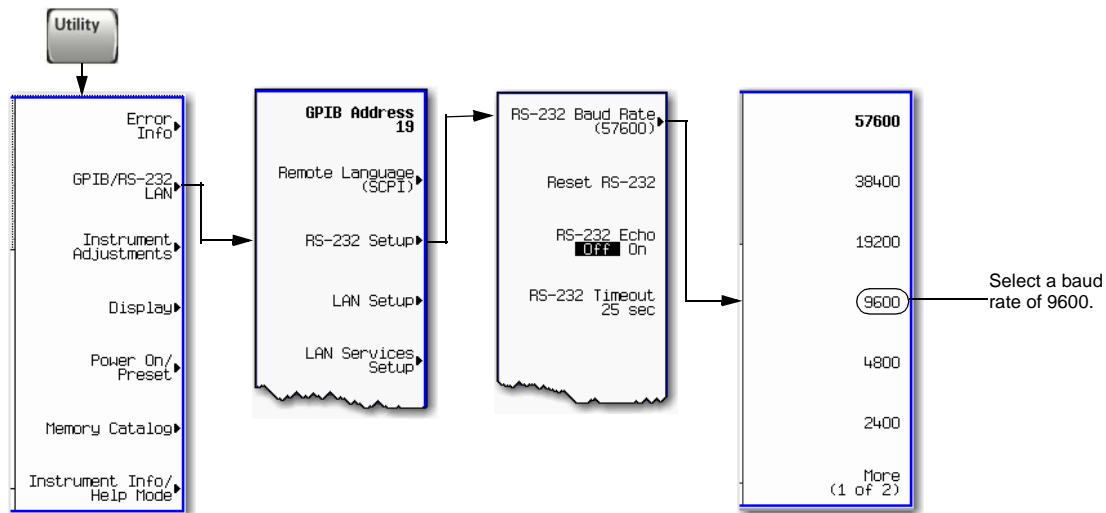 Utility
Error
Info
GPIB/RS-232
LAN
Instrument
Adjustments
Display
Power On/
Preset
Memory Catalog
Instrument Info/
Help Mode
GPIB Address
19
Remote Language
(SCPI)
RS-232 Setup
LAN Setup
LAN Services
Setup
RS-232 Baud Rate
(57600)
Reset RS-232
RS-232 Echo
Off On
RS-232 Timeout
25 sec
57600
38400
19200
9600
4800
2400
More
(1 of 2)
Select a baud
rate of 9600.